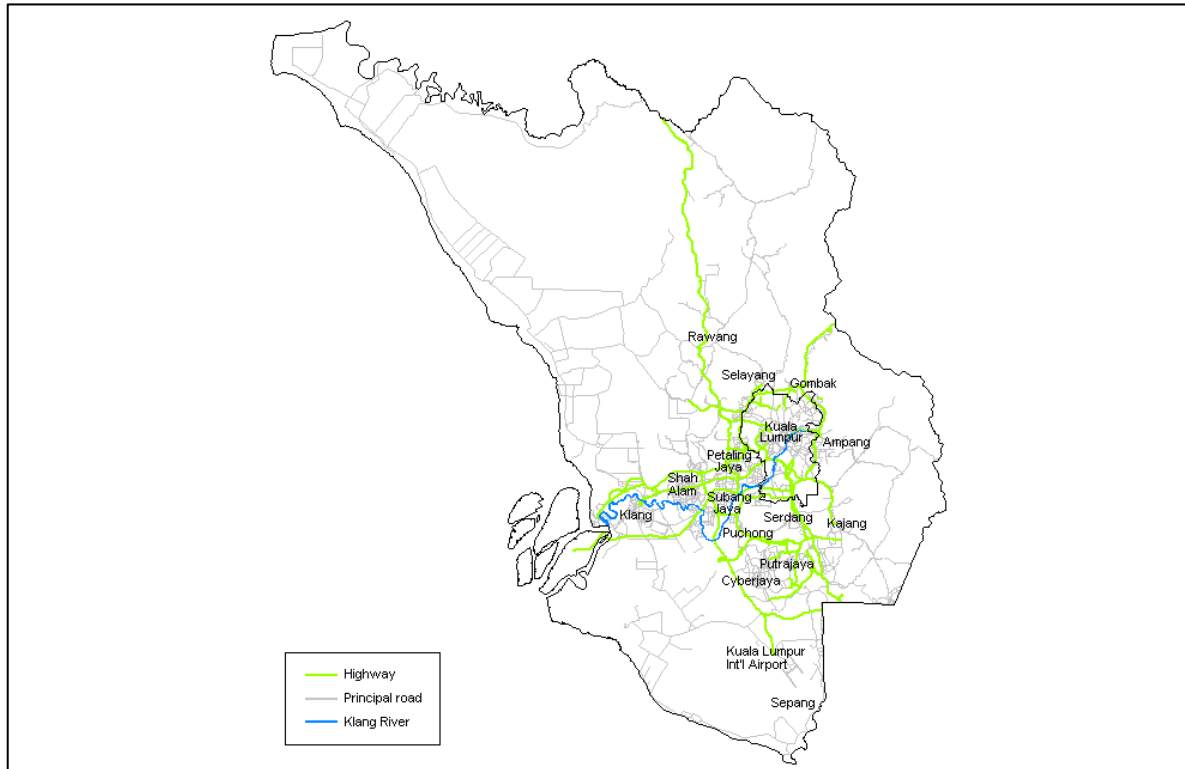 Rawang
Selayang
Gombak
Kuala
Lumpur
Ampang
Petaling
Jaya
Shah
Alam
Subang
Jaya
Klang
Serdang
Kajang
Puchong
Putrajaya
Cyberjaya
Kuala Lumpur
Int'l Airport
Sepang
Highway
Principal road
Klang River